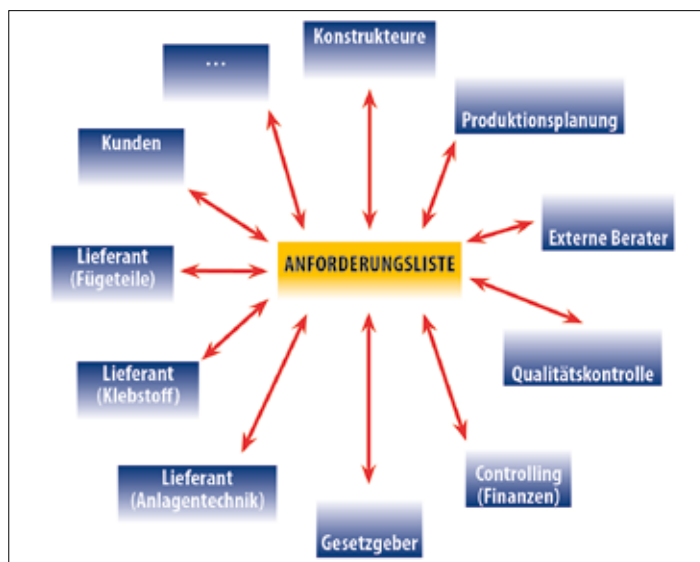 Konstrukteure
...
Produktionsplanung
Kunden
Externe Berater
ANFORDERUNGSLISTE
Lieferant
(Fügeteile)
Qualitätskontrolle
Lieferant
(Klebstoff)
Lieferant
(Anlagentechnik)
Controlling
(Finanzen)
Gesetzgeber